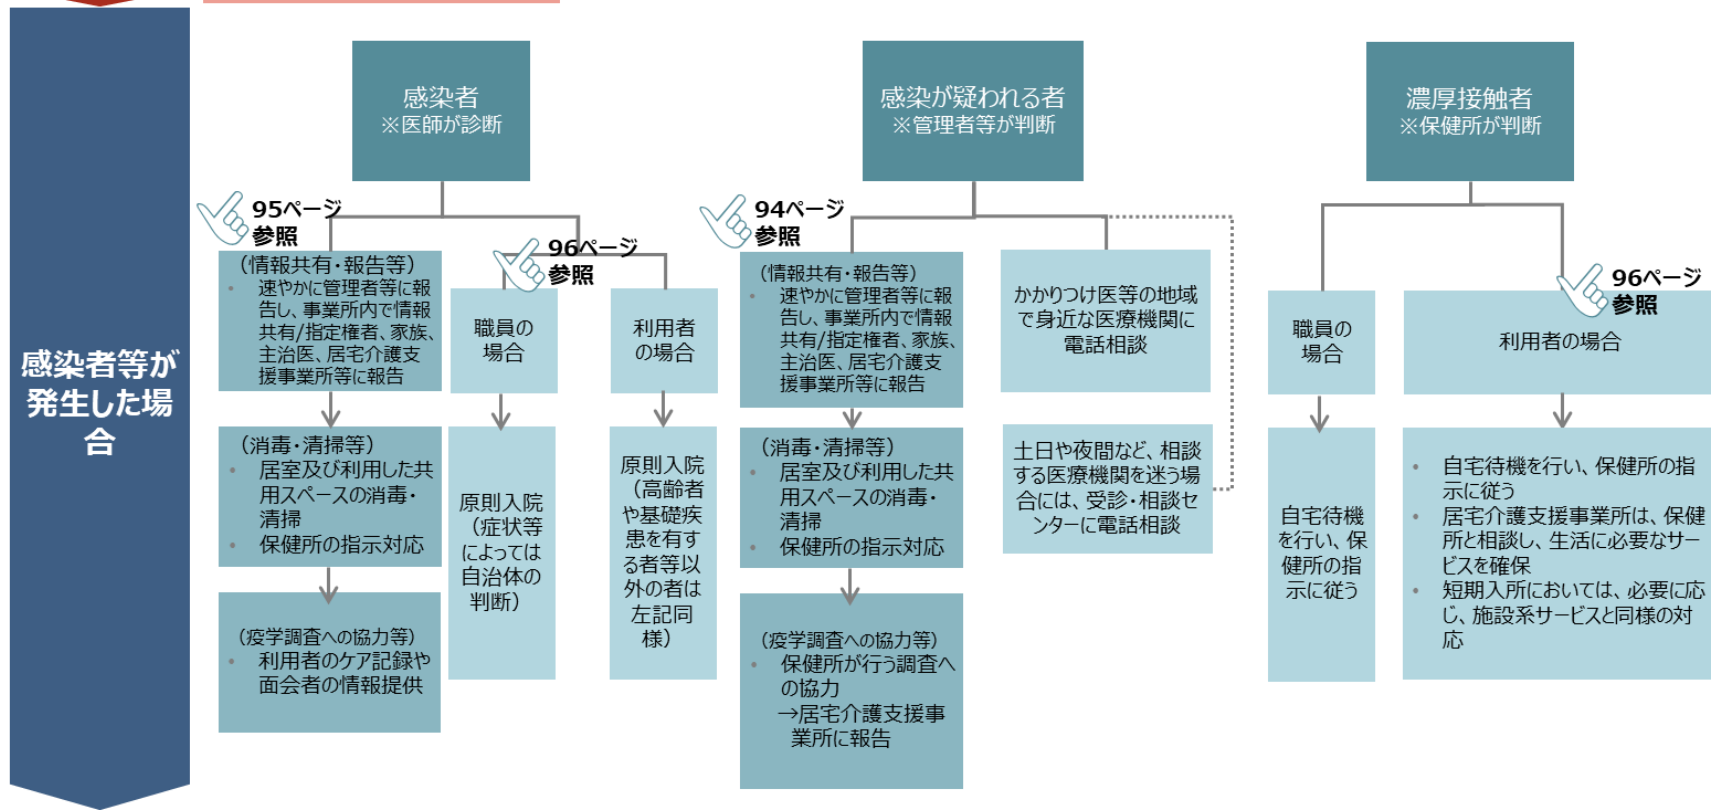 感染者等が
発生した場
合
感染者
※医師が診断
95ページ
参照
(情報共有・報告等)
• 速やかに管理者等に報
告し、事業所内で情報
共有/指定権者、家族、
主治医、居宅介護支
援事業所等に報告
(消毒・清掃等)
• 居室及び利用した共
用スペースの消毒・
清掃
• 保健所の指示対応
(疫学調査への協力等)
• 利用者のケア記録や
面会者の情報提供
96ページ
参照
職員の
場合
原則入院
(症状等
によっては
自治体の
判断)
利用者
の場合
原則入院
(高齢者
や基礎疾
患を有す
る者等以
外の者は
左記同
様)
感染が疑われる者
※管理者等が判断
94ページ
参照
(情報共有・報告等)
• 速やかに管理者等に報
告し、事業所内で情報
共有/指定権者、家族、
主治医、居宅介護支
援事業所等に報告
(消毒・清掃等)
• 居室及び利用した共
用スペースの消毒・
清掃
• 保健所の指示対応
(疫学調査への協力等)
• 保健所が行う調査へ
の協力
→居宅介護支援事
業所に報告
かかりつけ医等の地域
で身近な医療機関に
電話相談
土日や夜間など、相談
する医療機関を迷う場
合には、受診・相談セ
ンターに電話相談
濃厚接触者
※保健所が判断
職員の
場合
自宅待機
を行い、保
健所の指
示に従う
96ページ
参照
利用者の場合
• 自宅待機を行い、保健所の指
示に従う
• 居宅介護支援事業所は、保健
所と相談し、生活に必要なサー
ビスを確保
• 短期入所においては、必要に応
じ、施設系サービスと同様の対
応